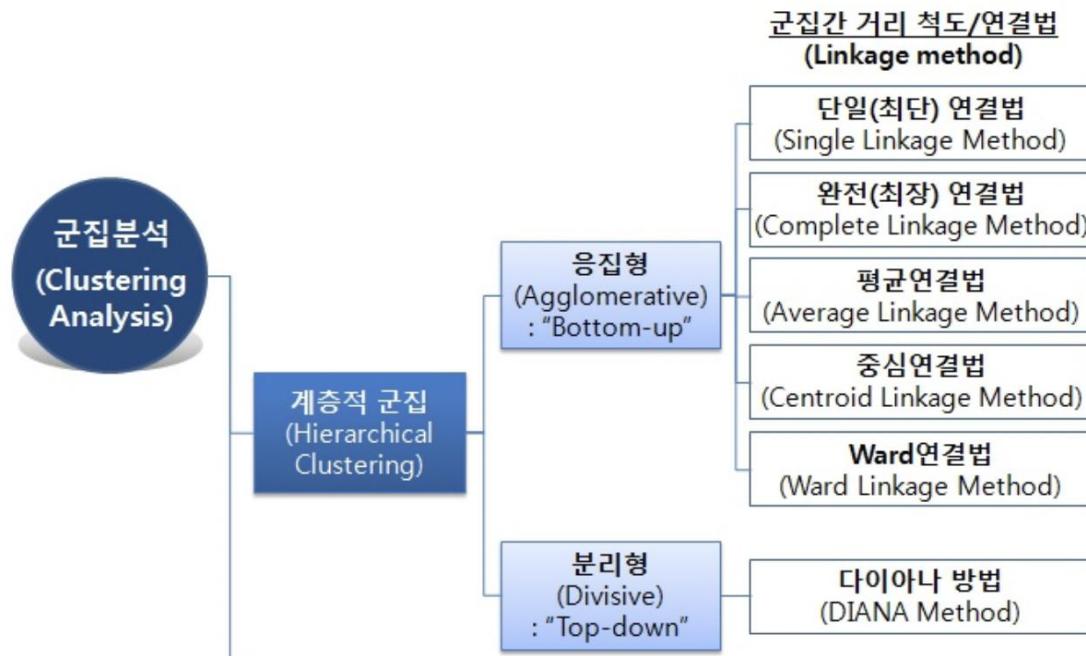 군집간 거리 척도/연결법
(Linkage method)
단일(최단) 연결법
(Single Linkage Method)
완전(최장) 연결법
(Complete Linkage Method)
군집분석
(Clustering
Analysis)
응집형
(Agglomerative)
: "Bottom-up"
평균연결법
(Average Linkage Method)
중심연결법
(Centroid Linkage Method)
계층적 군집
(Hierarchical
Clustering)
Ward연결법
(Ward Linkage Method)
분리형
(Divisive)
: "Top-down"
다이아나 방법
(DIANA Method)